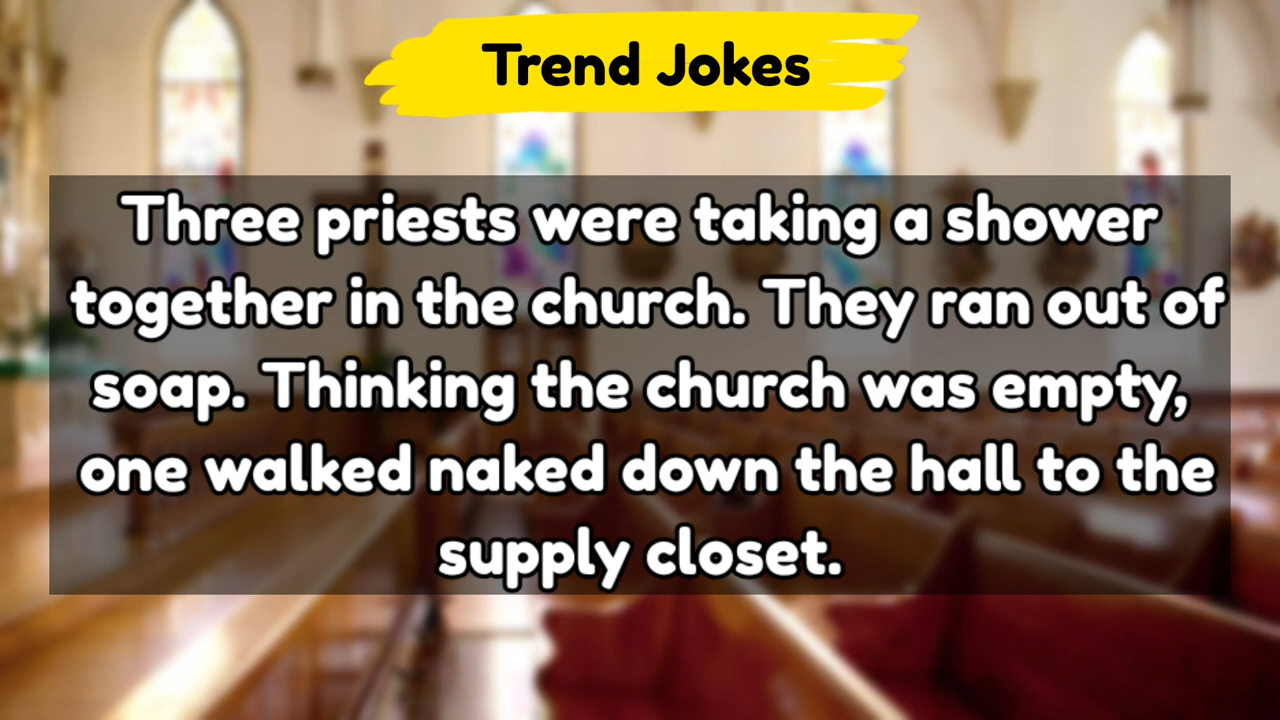 Trend Jokes
Three priests were taking a shower
together in the church. They ran out of
soap. Thinking the church was empty,
one walked naked down the hall to the
supply closet.